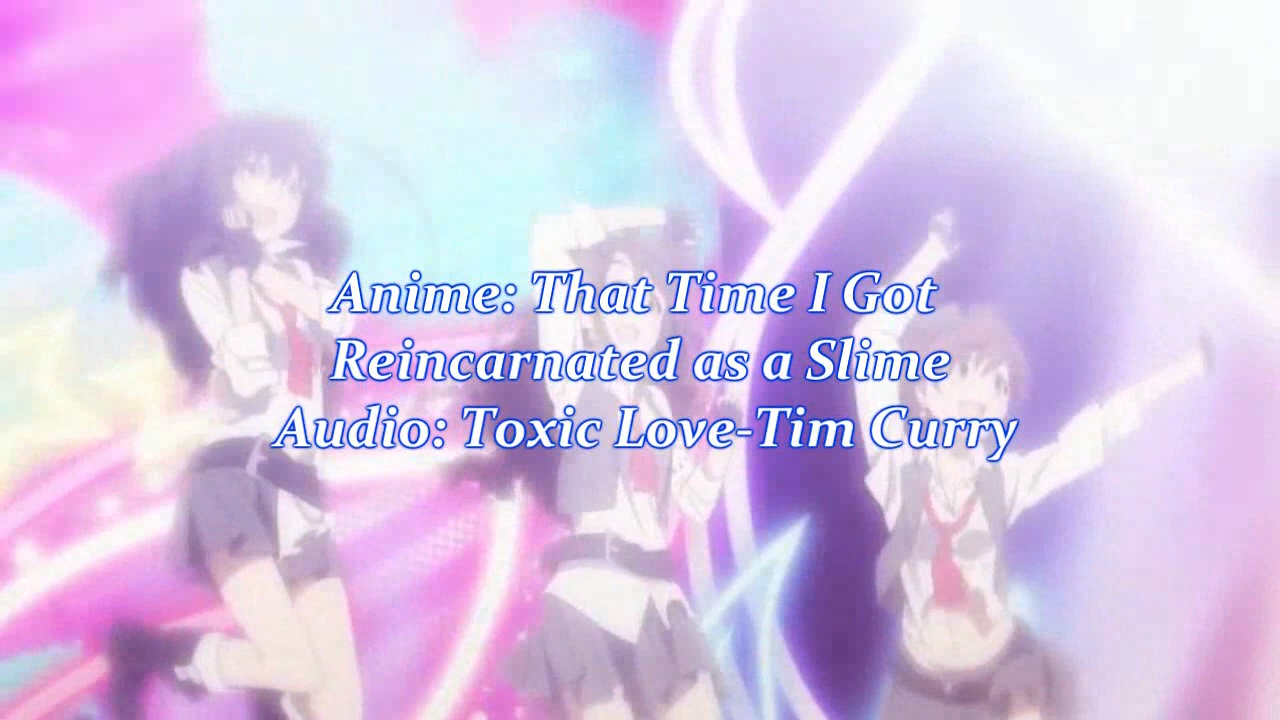 Anime: That Time I Got
Reincarnated as a Slime
Audio: Toxic Love-Tim Curry